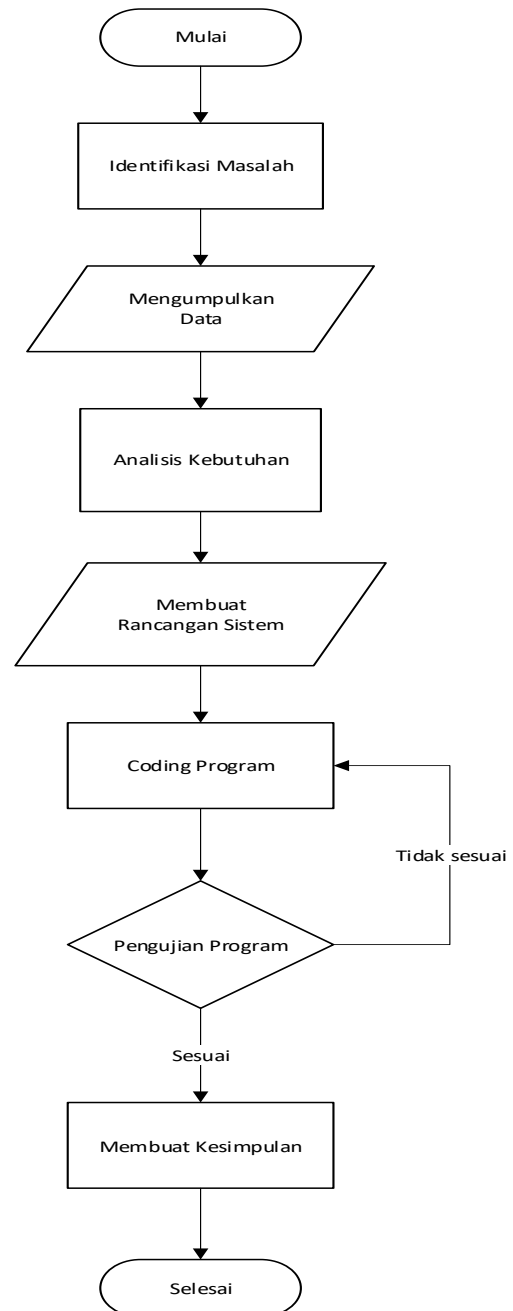 Mulai
Identifikasi Masalah
Mengumpulkan
Data
Analisis Kebutuhan
Membuat
Rancangan Sistem
Coding Program
Tidak sesuai
Pengujian Program
Sesuai
Membuat Kesimpulan
Selesai